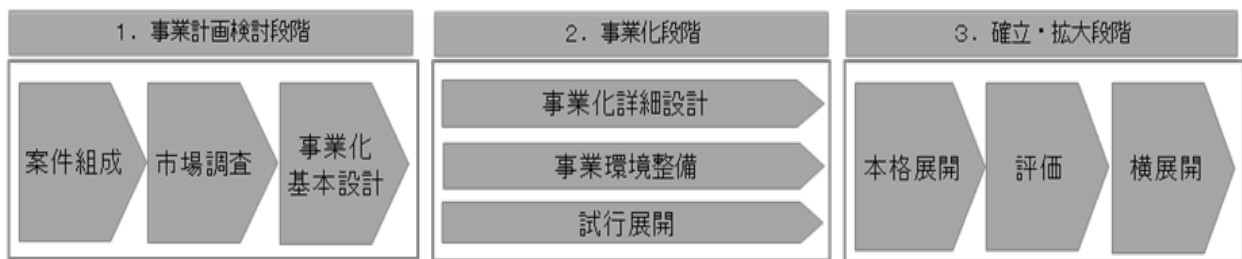 1. 事業計画検討段階
案件組成
市場調査
事業化
基本設計
2. 事業化段階
事業化詳細設計
事業環境整備
試行展開
3. 確立・拡大段階
本格展開
評価
横展開